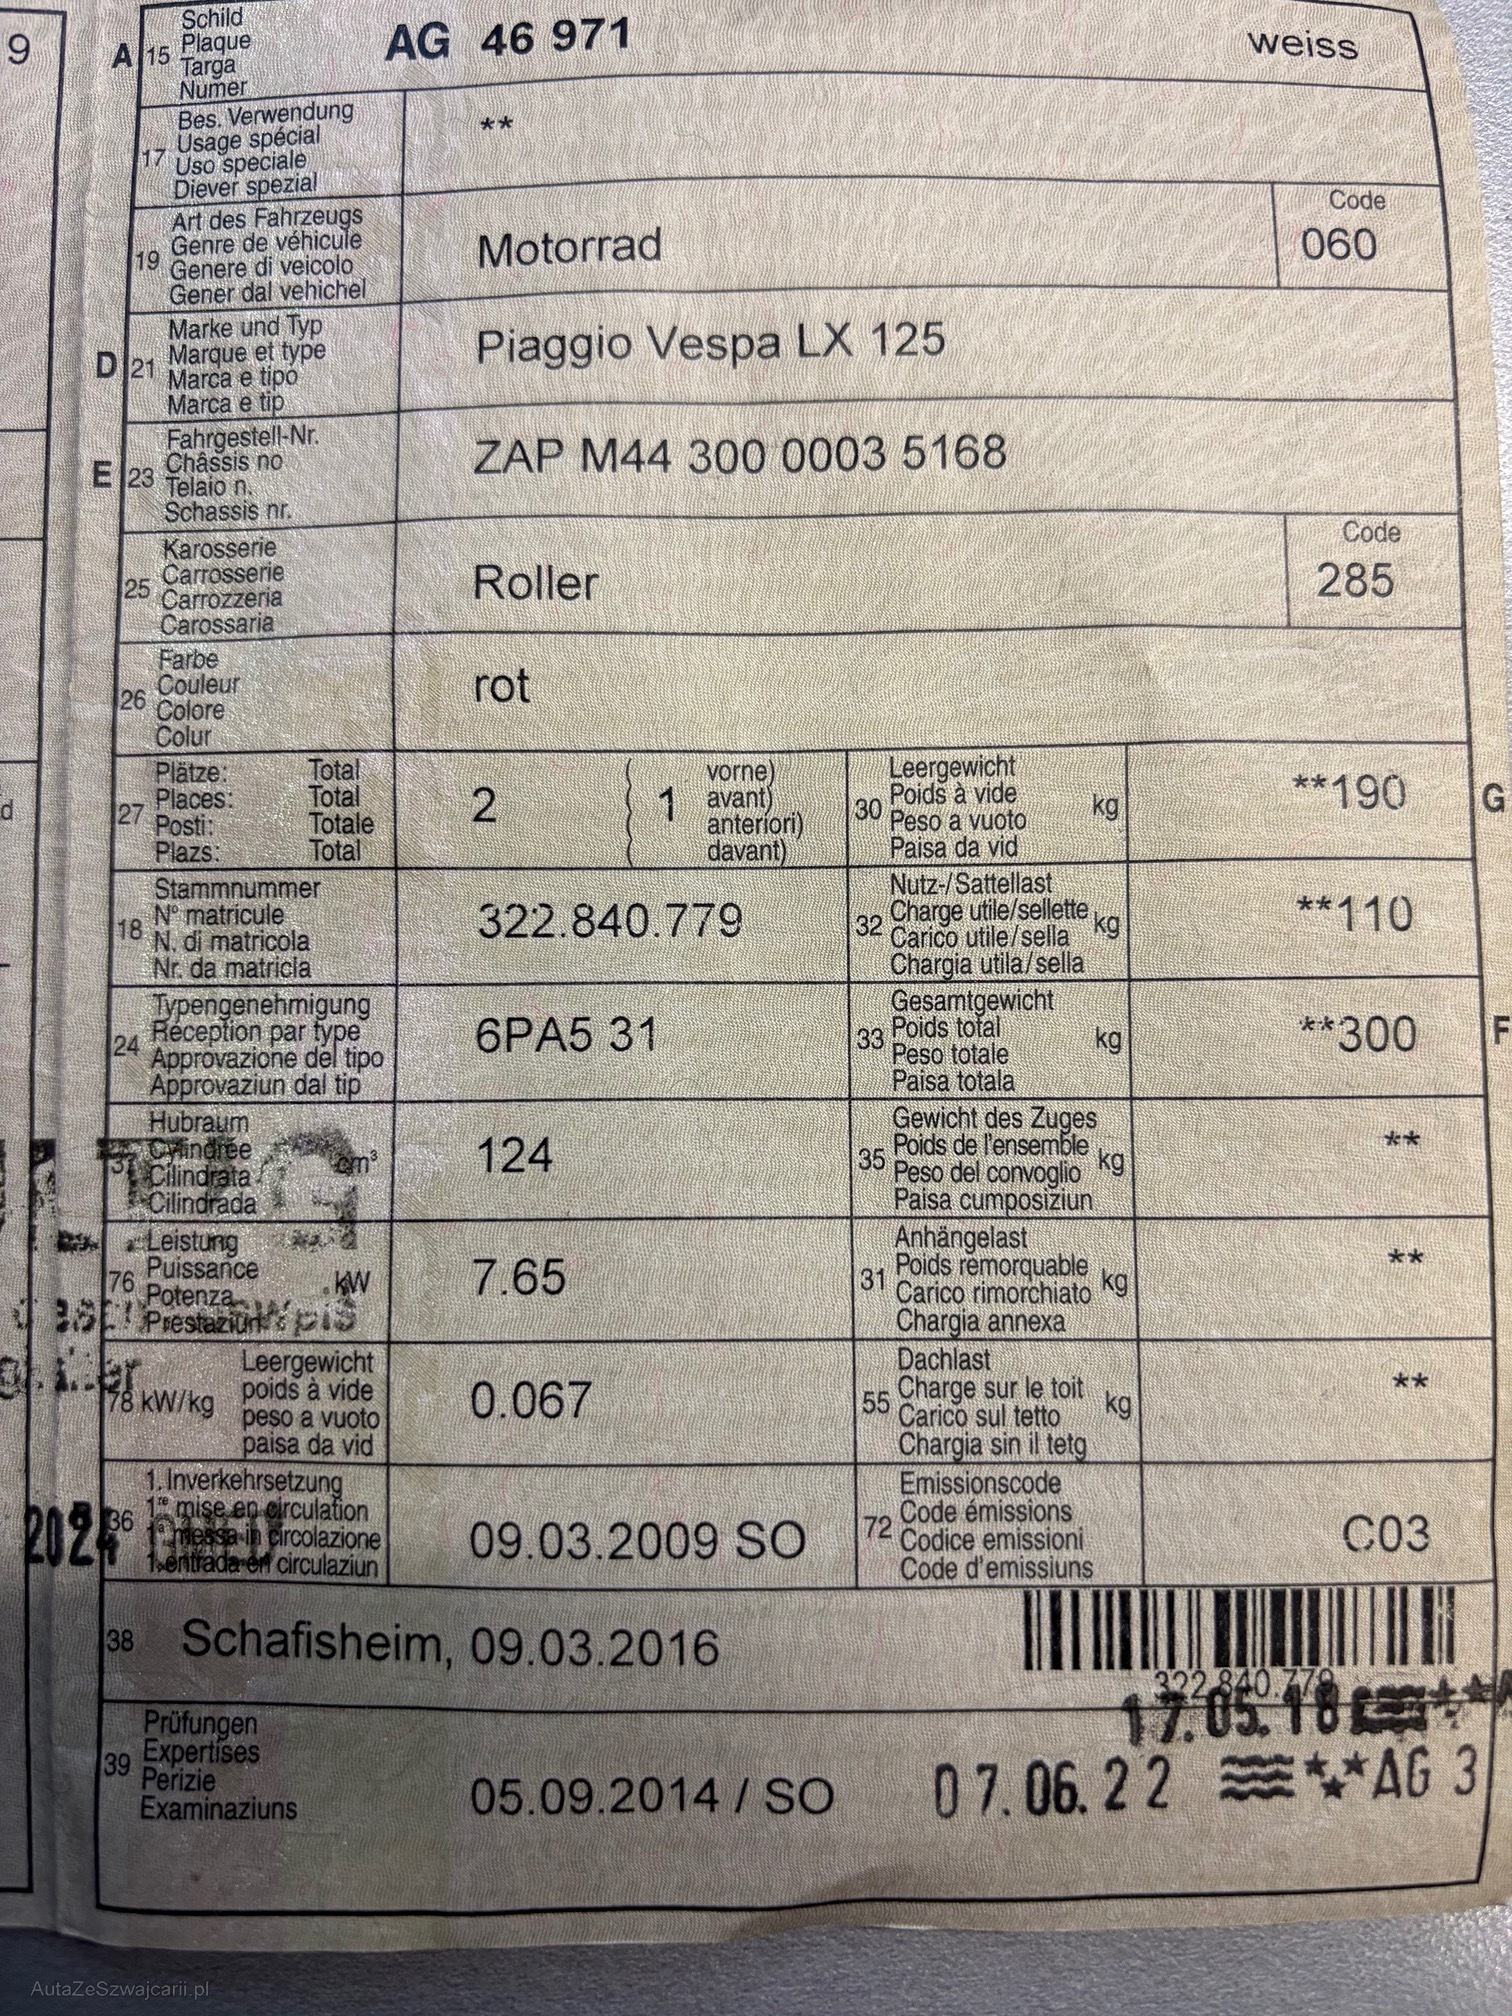 9
A 15 Schild AG 46 971 weiss
Plaque
Targa
Numer
17 Bes. Verwendung **
Usage spécial
Uso speciale
Diever spezial
19 Art des Fahrzeugs Motorrad Code
Genre de véhicule 060
Genere di veicolo
Gener dal vehichel
D 21 Marke und Typ Piaggio Vespa LX 125
Marque et type
Marca e tipo
Marca e tip
E 23 Fahrgestell-Nr. ZAP M44 300 0003 5168
Châssis no
Telaio n.
Schassis nr.
25 Karosserie Roller Code
Carrosserie 285
Carrozzeria
Carossaria
26 Farbe rot
Couleur
Colore
Colur
27 Plätze: Total 2 ( 1 vorne)
Places: Total avant)
Posti: Totale anteriori)
Plazs: Total davant)
30 Leergewicht kg **190 G
Poids à vide
Peso a vuoto
Paisa da vid
18 Stammnummer 322.840.779
N° matricule
N. di matricola
Nr. da matricla
32 Nutz-/Sattellast kg **110
Charge utile/sellette
Carico utile/sella
Chargia utila/sella
24 Typengenehmigung 6PA5 31
Réception par type
Approvazione del tipo
Approvaziun dal tip
33 Gesamtgewicht kg **300 F
Poids total
Peso totale
Paisa totala
37 Hubraum cm³ 124
Cylindrée
Cilindrata
Cilindrada
35 Gewicht des Zuges kg **
Poids de l'ensemble
Peso del convoglio
Paisa cumposiziun
76 Leistung kW 7.65
Puissance
Potenza
Prestaziun
31 Anhängelast kg **
Poids remorquable
Carico rimorchiato
Chargia annexa
78 kW/kg Leergewicht 0.067
poids à vide
peso a vuoto
paisa da vid
55 Dachlast kg **
Charge sur le toit
Carico sul tetto
Chargia sin il tetg
36 1. Inverkehrsetzung 09.03.2009 SO
1re mise en circulation
1a messa in circolazione
1. entrada en circulaziun
2024
72 Emissionscode C03
Code émissions
Codice emissioni
Code d'emissiuns
38 Schafisheim, 09.03.2016
322.840.779
17.05.18
39 Prüfungen 05.09.2014 / SO 07.06.22 AG 3
Expertises
Perizie
Examinaziuns
AutaZeSzwajcarii.pl